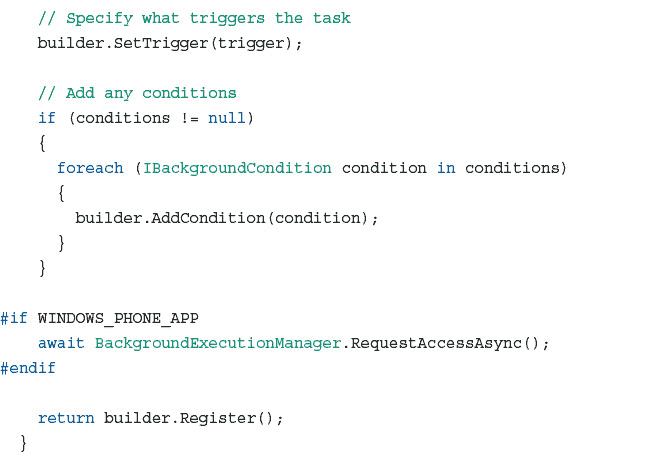 // Specify what triggers the task
    builder.SetTrigger(trigger);

    // Add any conditions
    if (conditions != null)
    {
      foreach (IBackgroundCondition condition in conditions)
      {
        builder.AddCondition(condition);
      }
    }

#if WINDOWS_PHONE_APP
    await BackgroundExecutionManager.RequestAccessAsync();
#endif

    return builder.Register();
  }